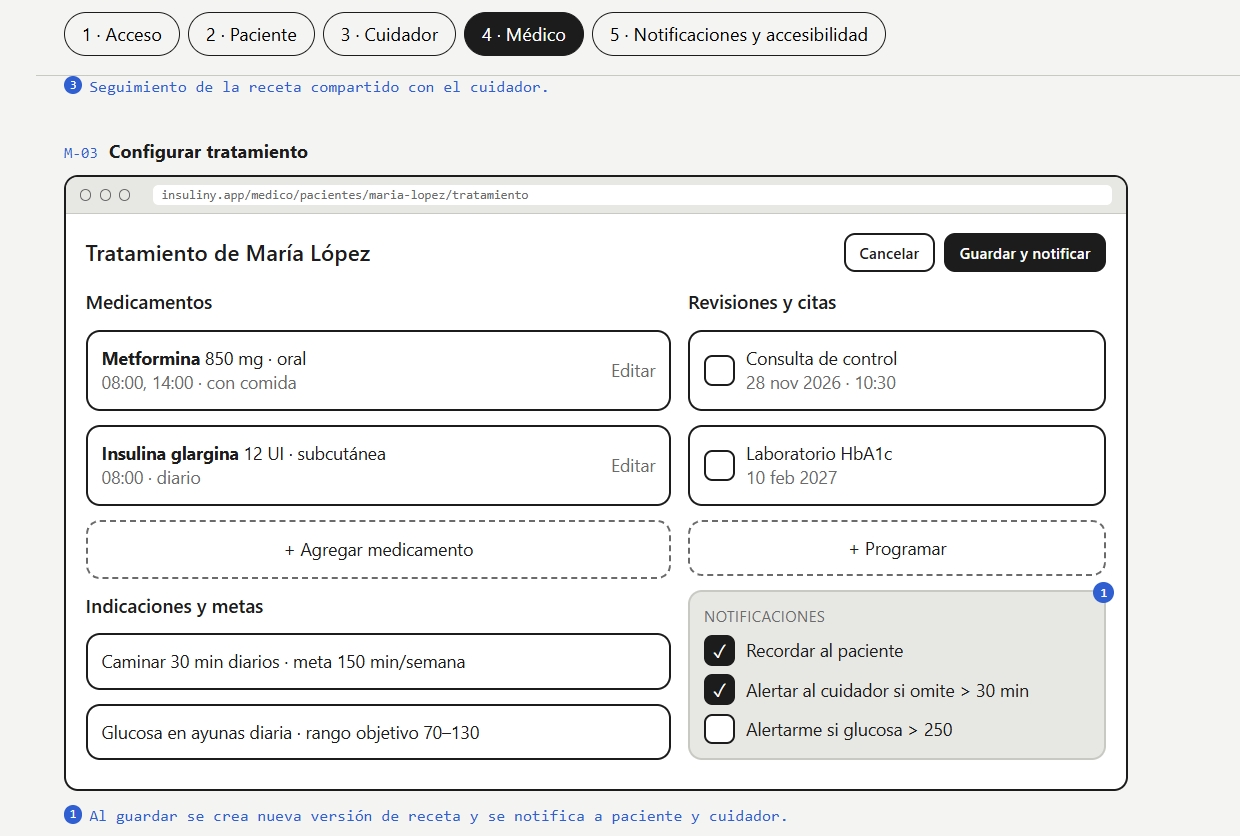 1 · Acceso
2 · Paciente
3 · Cuidador
4 · Médico
5 · Notificaciones y accesibilidad
3 Seguimiento de la receta compartido con el cuidador.
M-03 Configurar tratamiento
insuliny.app/medico/pacientes/maria-lopez/tratamiento
Tratamiento de María López
Cancelar
Guardar y notificar
Medicamentos
Metformina 850 mg · oral
08:00, 14:00 · con comida
Editar
Insulina glargina 12 UI · subcutánea
08:00 · diario
Editar
+ Agregar medicamento
Indicaciones y metas
Caminar 30 min diarios · meta 150 min/semana
Glucosa en ayunas diaria · rango objetivo 70–130
Revisiones y citas
Consulta de control
28 nov 2026 · 10:30
Laboratorio HbA1c
10 feb 2027
+ Programar
1
NOTIFICACIONES
Recordar al paciente
Alertar al cuidador si omite > 30 min
Alertarme si glucosa > 250
1 Al guardar se crea nueva versión de receta y se notifica a paciente y cuidador.